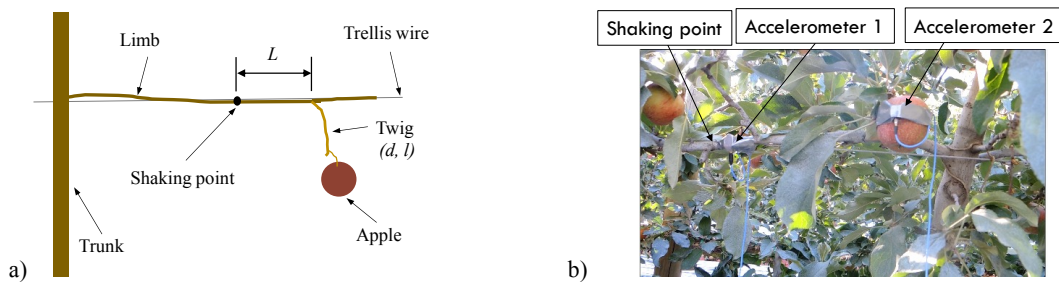 Limb
L
Trellis wire
Twig
(d, l)
Shaking point
Apple
Trunk
a)
Shaking point
Accelerometer 1
Accelerometer 2
b)